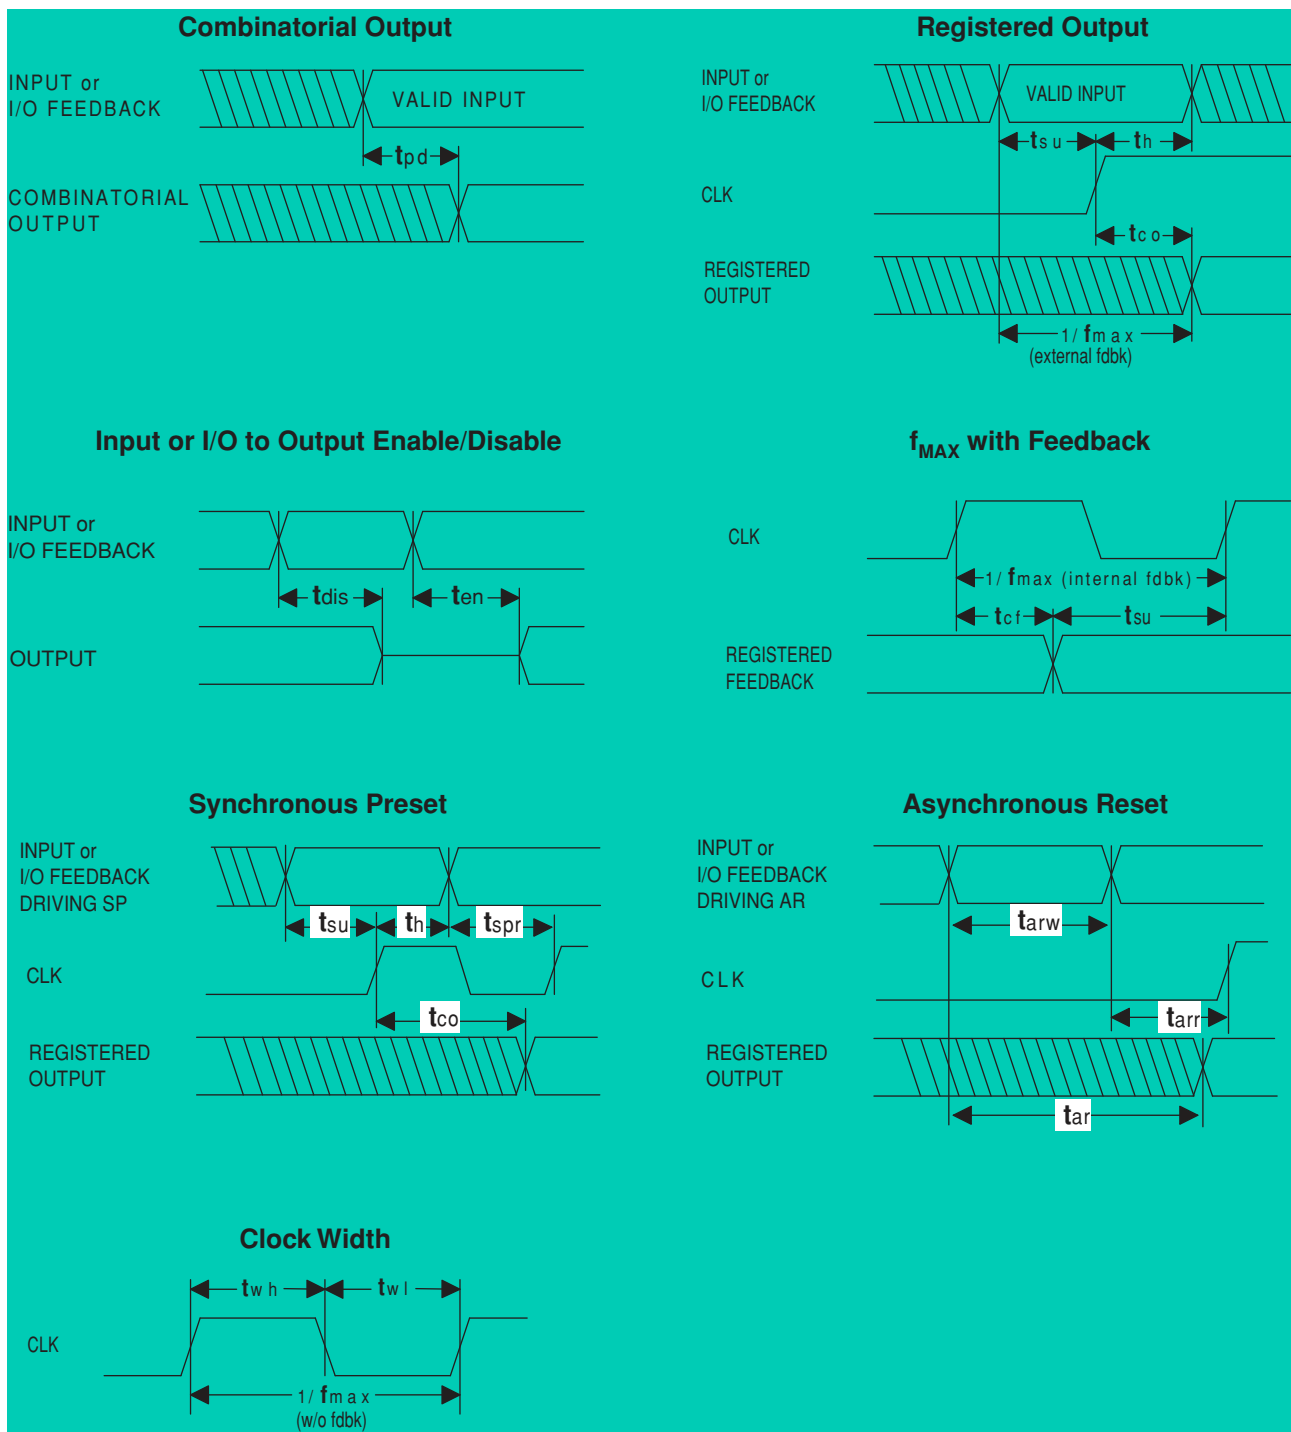 Combinatorial Output
INPUT or
I/O FEEDBACK
VALID INPUT
tpd
COMBINATORIAL
OUTPUT
Registered Output
INPUT or
I/O FEEDBACK
VALID INPUT
tsu
th
CLK
tco
REGISTERED
OUTPUT
1/ fmax
(external fdbk)
Input or I/O to Output Enable/Disable
INPUT or
I/O FEEDBACK
tdis
ten
OUTPUT
fMAX with Feedback
CLK
1/ fmax (internal fdbk)
tcf
tsu
REGISTERED
FEEDBACK
Synchronous Preset
INPUT or
I/O FEEDBACK
DRIVING SP
tsu
th
tspr
CLK
tco
REGISTERED
OUTPUT
Asynchronous Reset
INPUT or
I/O FEEDBACK
DRIVING AR
tarw
CLK
tarr
REGISTERED
OUTPUT
tar
Clock Width
twh
twl
CLK
1/ fmax
(w/o fdbk)